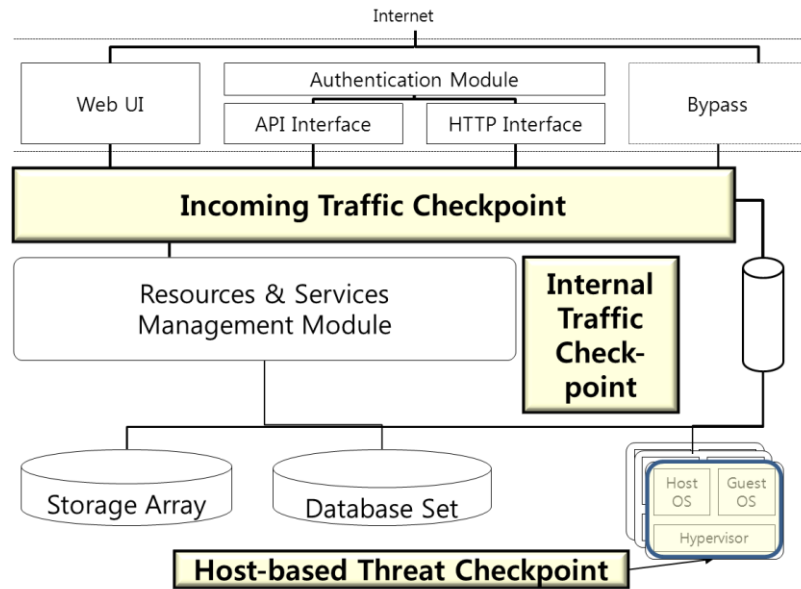 Internet
Web UI
Authentication Module
API Interface
HTTP Interface
Bypass
Incoming Traffic Checkpoint
Resources & Services
Management Module
Internal
Traffic
Check-
point
Storage Array
Database Set
Host
OS
Guest
OS
Hypervisor
Host-based Threat Checkpoint